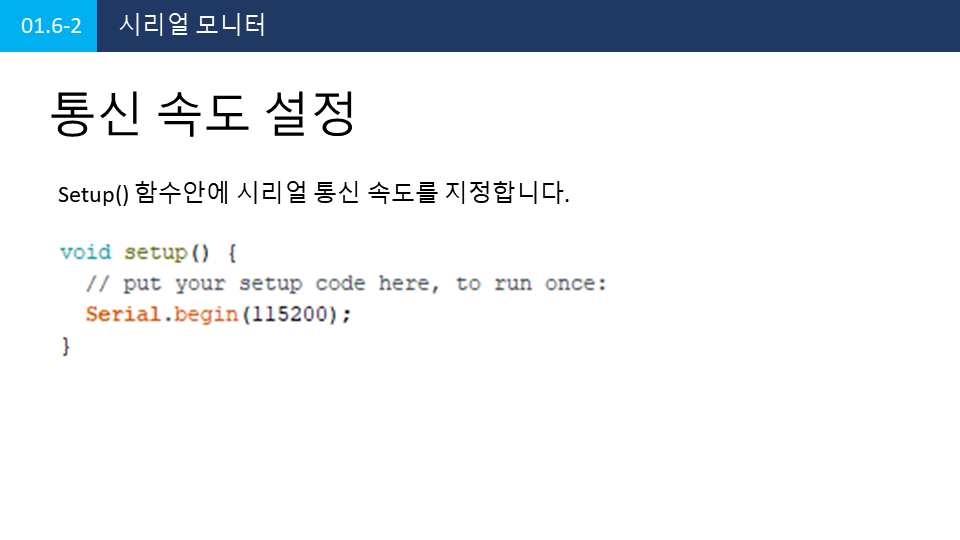 01.6-2 시리얼 모니터
통신 속도 설정
Setup() 함수안에 시리얼 통신 속도를 지정합니다.
void setup() {
  // put your setup code here, to run once:
  Serial.begin(115200);
}